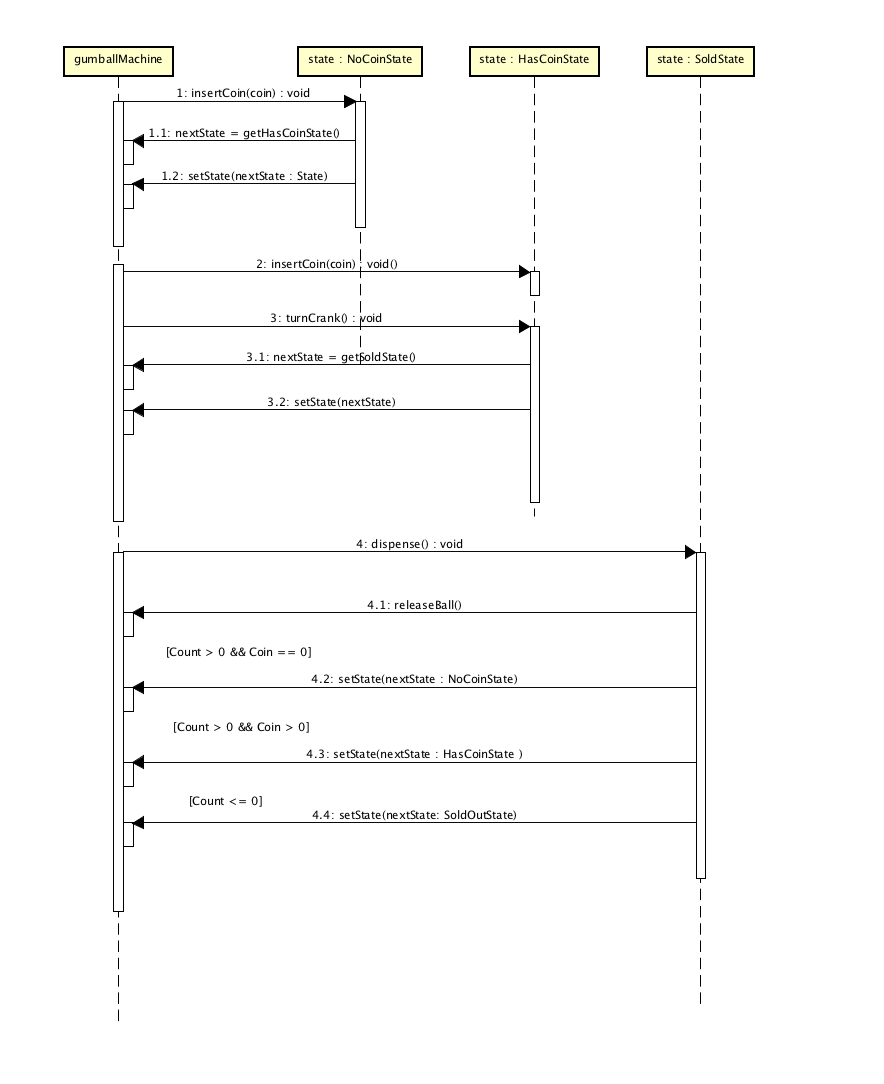 gumballMachine
state : NoCoinState
state : HasCoinState
state : SoldState
1: insertCoin(coin) : void
1.1: nextState = getHasCoinState()
1.2: setState(nextState : State)
2: insertCoin(coin) : void()
3: turnCrank() : void
3.1: nextState = getSoldState()
3.2: setState(nextState)
4: dispense() : void
4.1: releaseBall()
[Count > 0 && Coin == 0]
4.2: setState(nextState : NoCoinState)
[Count > 0 && Coin > 0]
4.3: setState(nextState : HasCoinState )
[Count <= 0]
4.4: setState(nextState: SoldOutState)